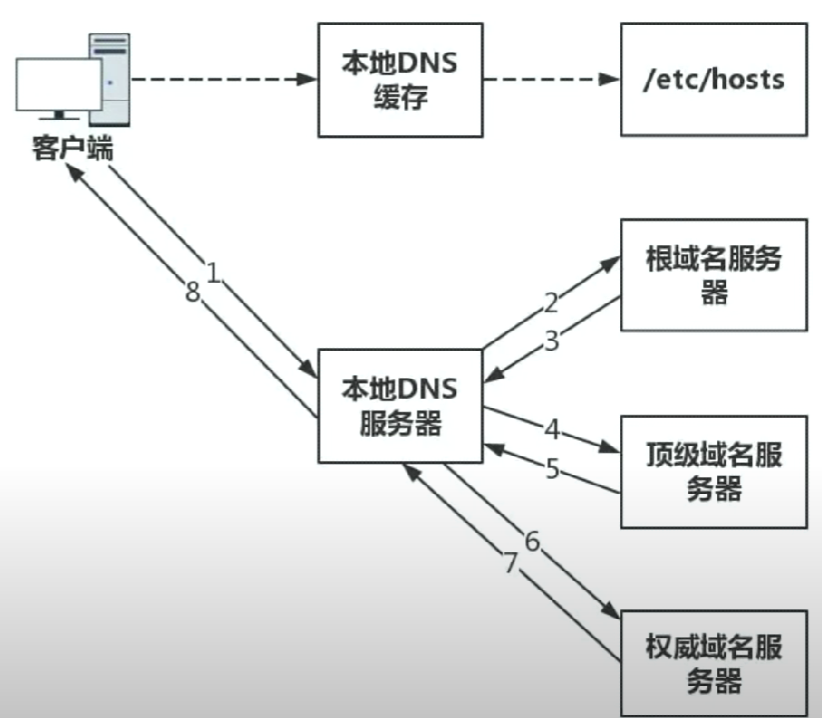 本地DNS
缓存
/etc/hosts
客户端
根域名服务
器
1
8
2
3
本地DNS
服务器
4
5
顶级域名服
务器
6
7
权威域名服
务器